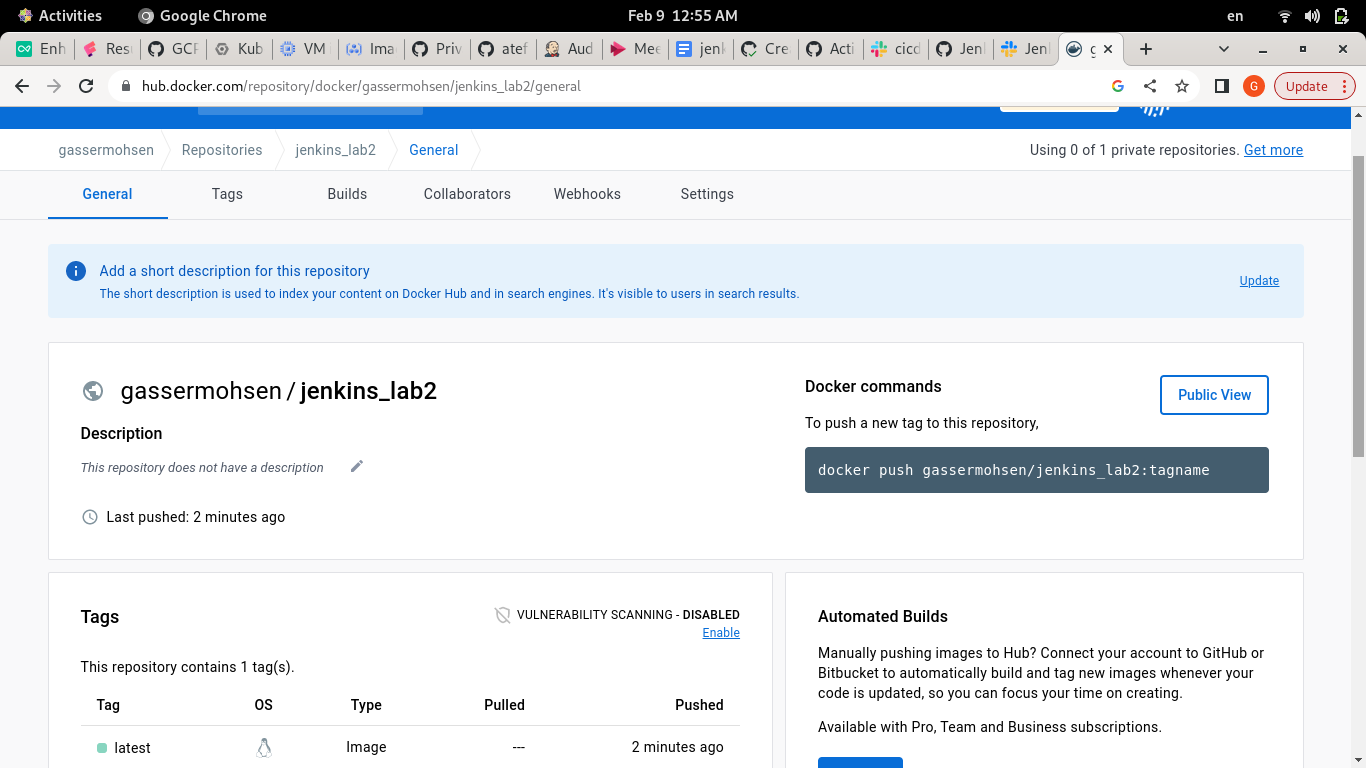 Activities
Google Chrome
Feb 9 12:55 AM
en
Enh
Res
GCP
Kub
VM
Ima
Priv
atef
Aud
Mee
jenk
Cre
Acti
cicd
Jen
Jen
g
hub.docker.com/repository/docker/gassermohsen/jenkins_lab2/general
G
Update
gassermohsen
Repositories
jenkins_lab2
General
Using 0 of 1 private repositories. Get more
General
Tags
Builds
Collaborators
Webhooks
Settings
Add a short description for this repository
The short description is used to index your content on Docker Hub and in search engines. It's visible to users in search results.
Update
gassermohsen / jenkins_lab2
Description
This repository does not have a description
Last pushed: 2 minutes ago
Docker commands
Public View
To push a new tag to this repository,
docker push gassermohsen/jenkins_lab2:tagname
Tags
VULNERABILITY SCANNING - DISABLED
Enable
This repository contains 1 tag(s).
Tag OS Type Pulled Pushed
latest Image --- 2 minutes ago
Automated Builds
Manually pushing images to Hub? Connect your account to GitHub or
Bitbucket to automatically build and tag new images whenever your
code is updated, so you can focus your time on creating.
Available with Pro, Team and Business subscriptions.